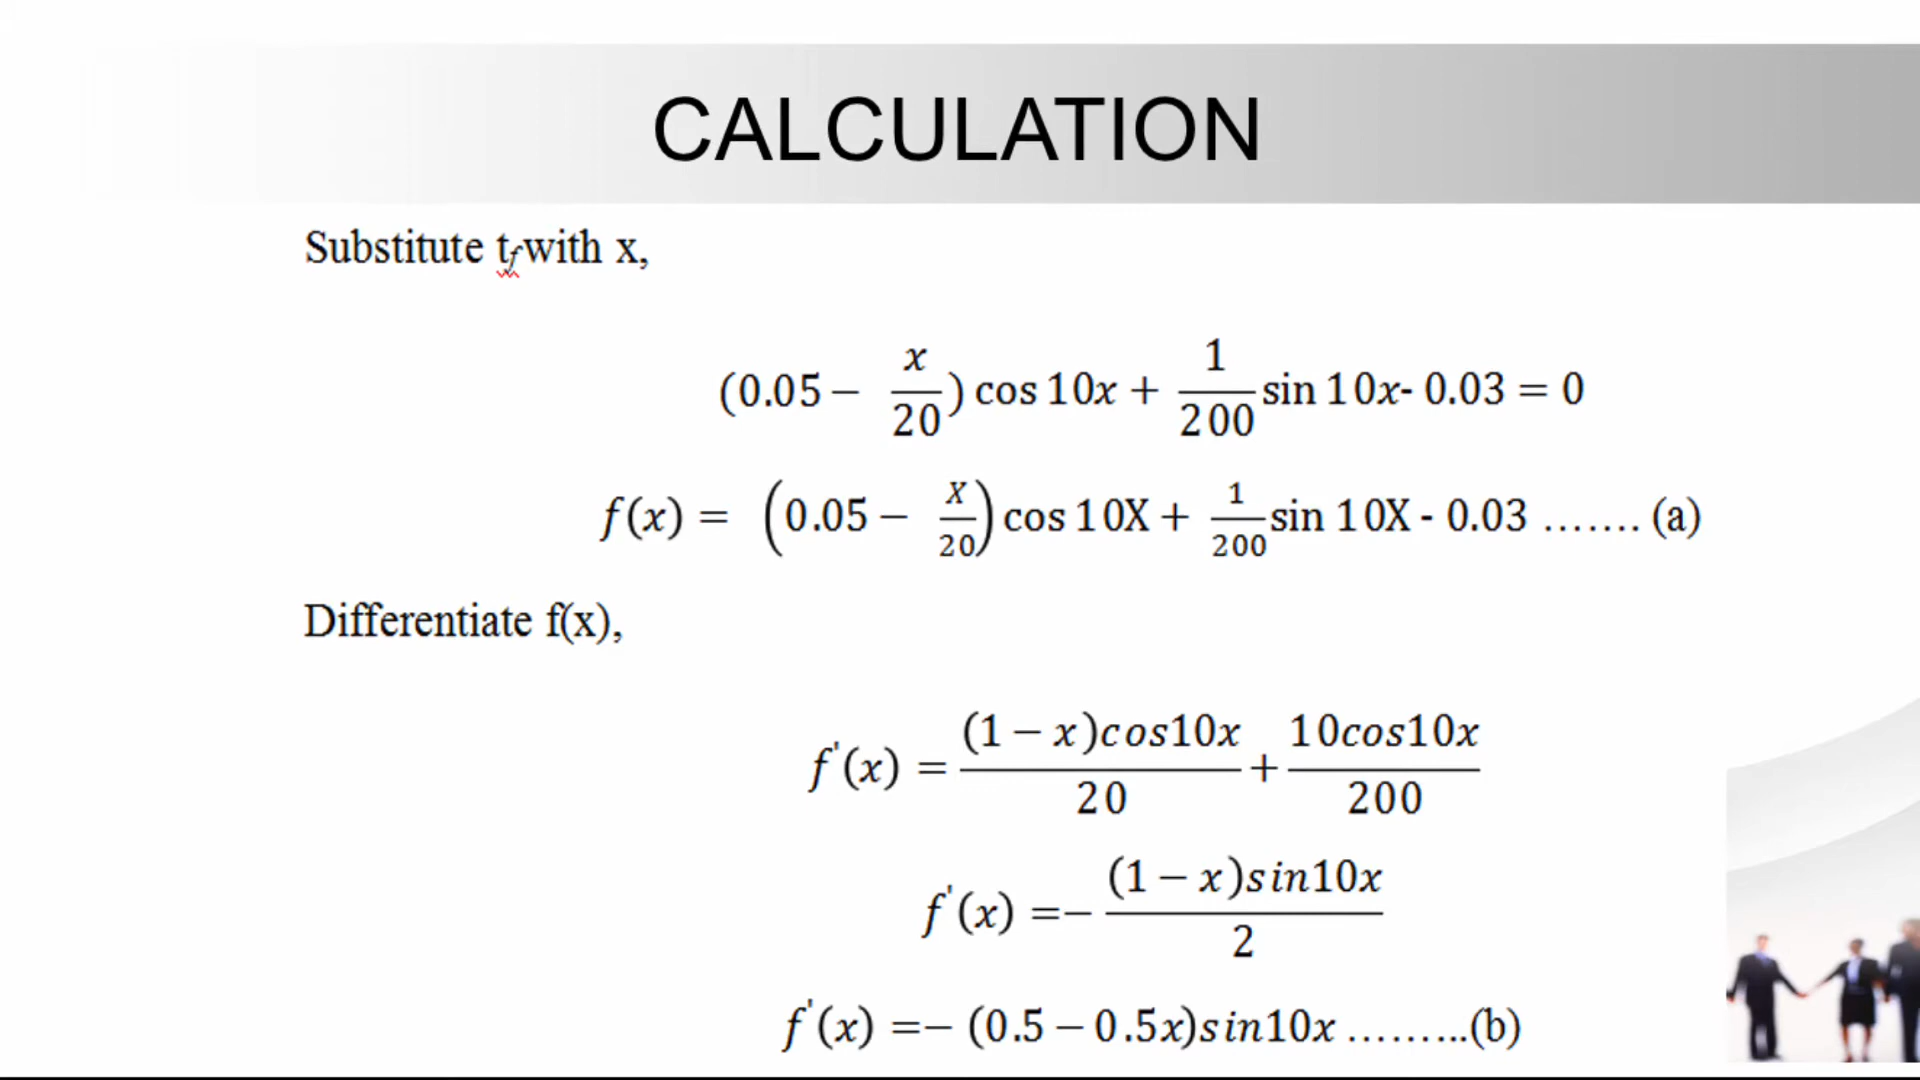 CALCULATION
Substitute t_f with x,
(0.05 − x/20) cos 10x + 1/200 sin 10x- 0.03 = 0
f(x) = (0.05 − X/20) cos 10X + 1/200 sin 10X - 0.03 ....... (a)
Differentiate f(x),
f'(x) = (1 − x)cos10x/20 + 10cos10x/200
f'(x) =− (1 − x)sin10x/2
f'(x) =− (0.5 − 0.5x)sin10x .........(b)